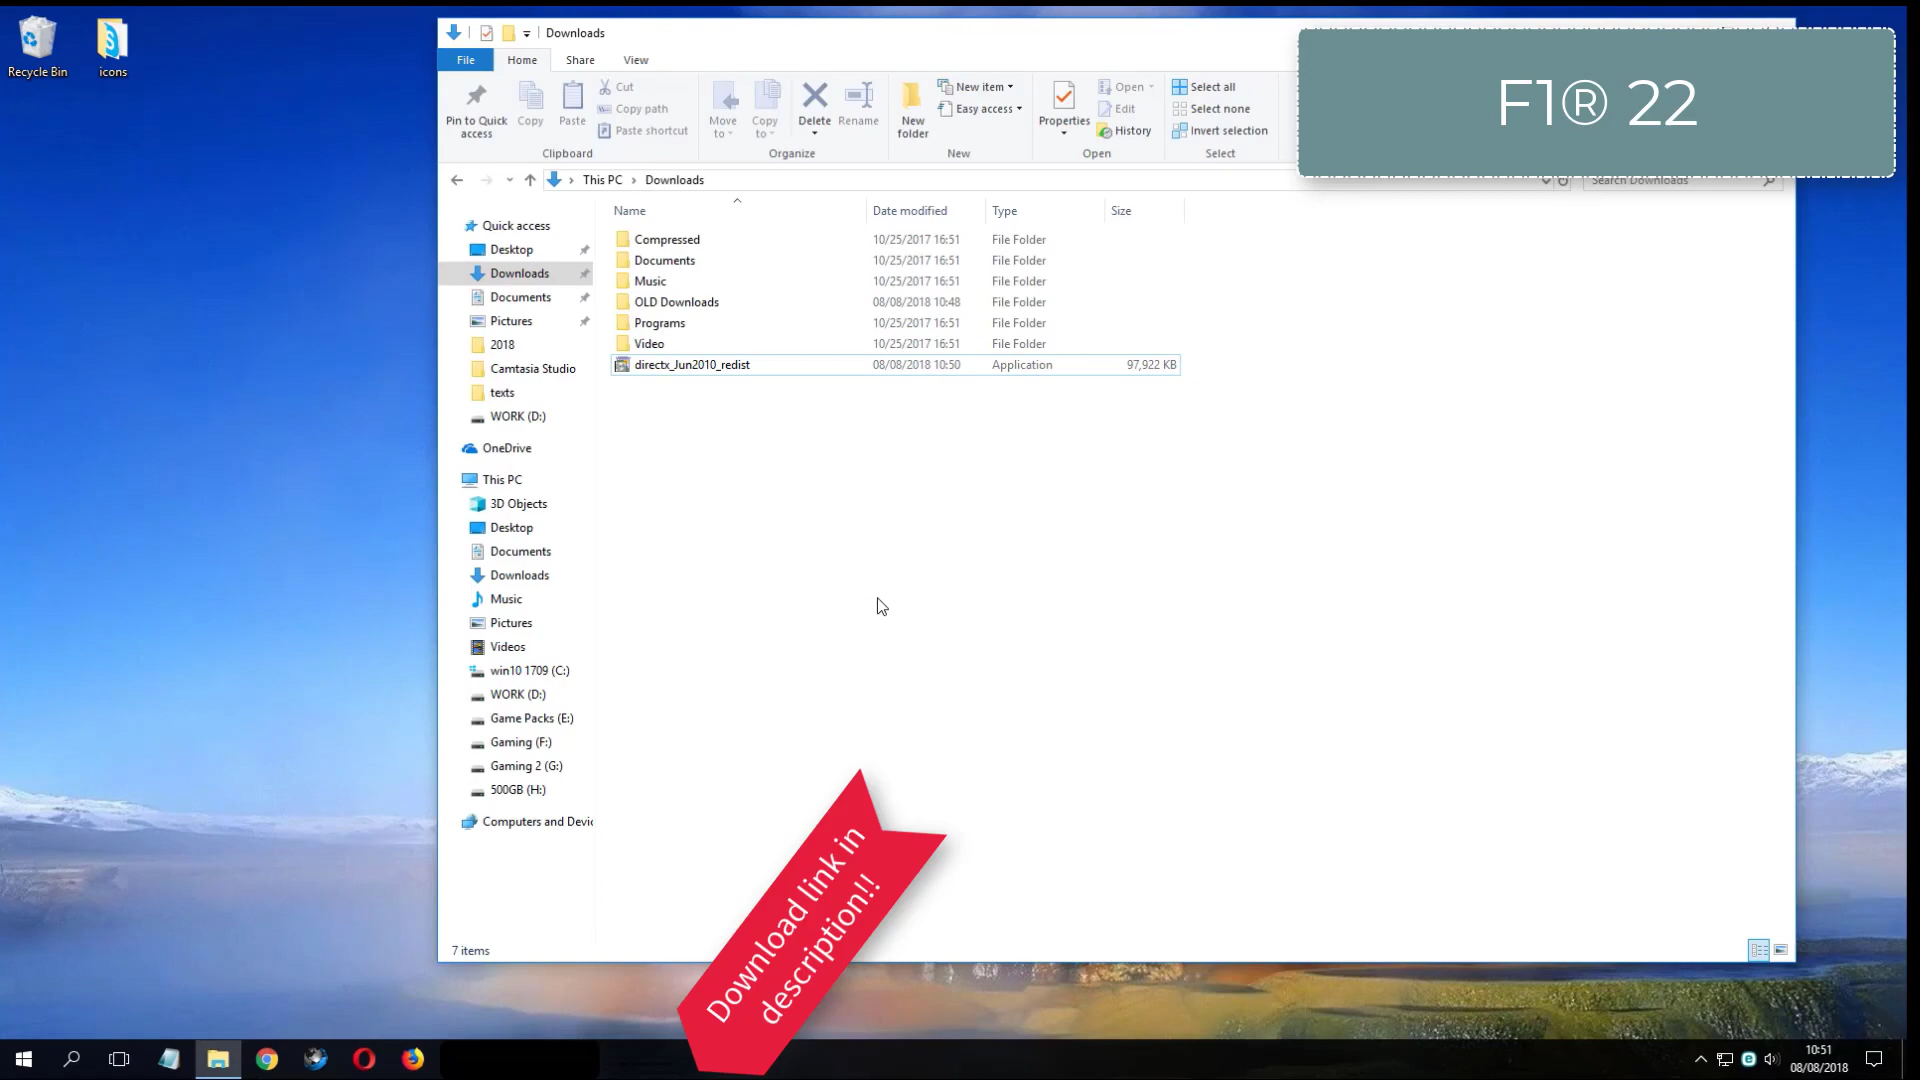 Recycle Bin
icons
Downloads
File
Home
Share
View
Pin to Quick access
Copy
Paste
Cut
Copy path
Paste shortcut
Clipboard
Move to
Copy to
Delete
Rename
Organize
New folder
New item
Easy access
New
Properties
Open
Edit
History
Open
Select all
Select none
Invert selection
Select
F1® 22
This PC
Downloads
Search Downloads
Name
Date modified
Type
Size
Compressed 10/25/2017 16:51 File Folder
Documents 10/25/2017 16:51 File Folder
Music 10/25/2017 16:51 File Folder
OLD Downloads 08/08/2018 10:48 File Folder
Programs 10/25/2017 16:51 File Folder
Video 10/25/2017 16:51 File Folder
directx_Jun2010_redist 08/08/2018 10:50 Application 97,922 KB
Quick access
Desktop
Downloads
Documents
Pictures
2018
Camtasia Studio
texts
WORK (D:)
OneDrive
This PC
3D Objects
Desktop
Documents
Downloads
Music
Pictures
Videos
win10 1709 (C:)
WORK (D:)
Game Packs (E:)
Gaming (F:)
Gaming 2 (G:)
500GB (H:)
Computers and Devic
7 items
Download link in
description!!
10:51
08/08/2018